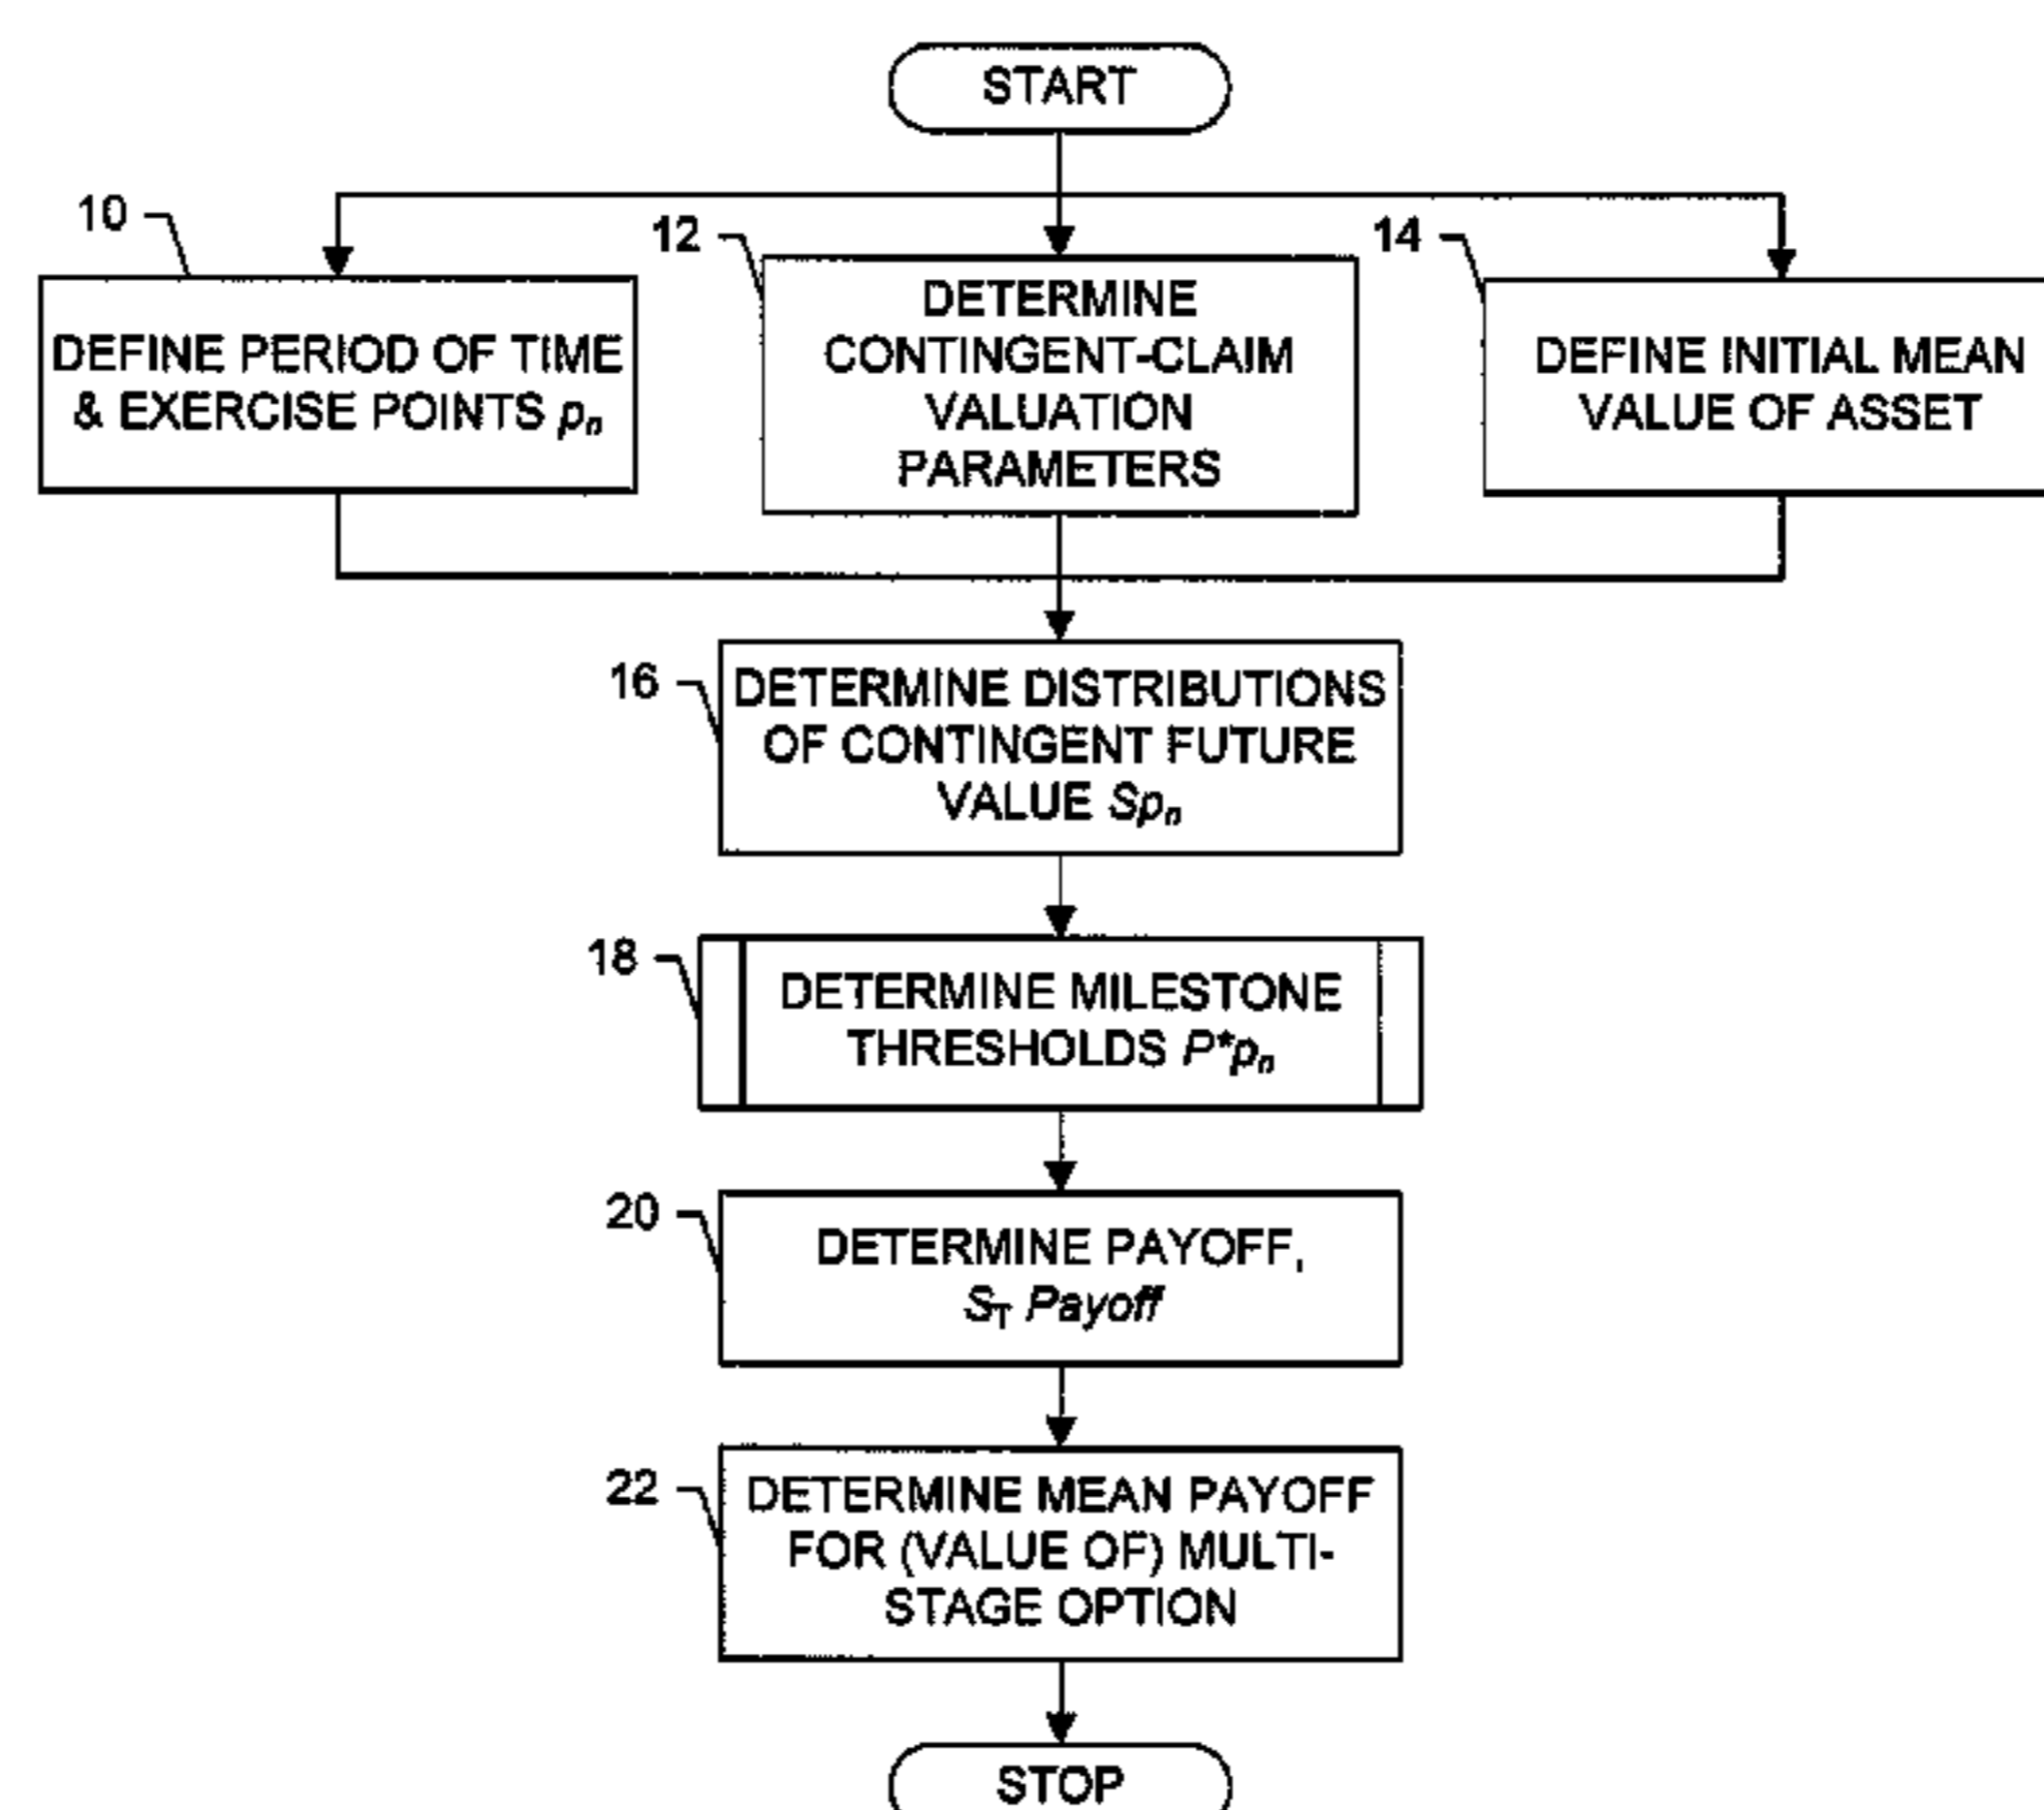 START
10
DEFINE PERIOD OF TIME
& EXERCISE POINTS pₙ
12
DETERMINE
CONTINGENT-CLAIM
VALUATION
PARAMETERS
14
DEFINE INITIAL MEAN
VALUE OF ASSET
16
DETERMINE DISTRIBUTIONS
OF CONTINGENT FUTURE
VALUE Spₙ
18
DETERMINE MILESTONE
THRESHOLDS P*pₙ
20
DETERMINE PAYOFF,
S_T Payoff
22
DETERMINE MEAN PAYOFF
FOR (VALUE OF) MULTI-
STAGE OPTION
STOP